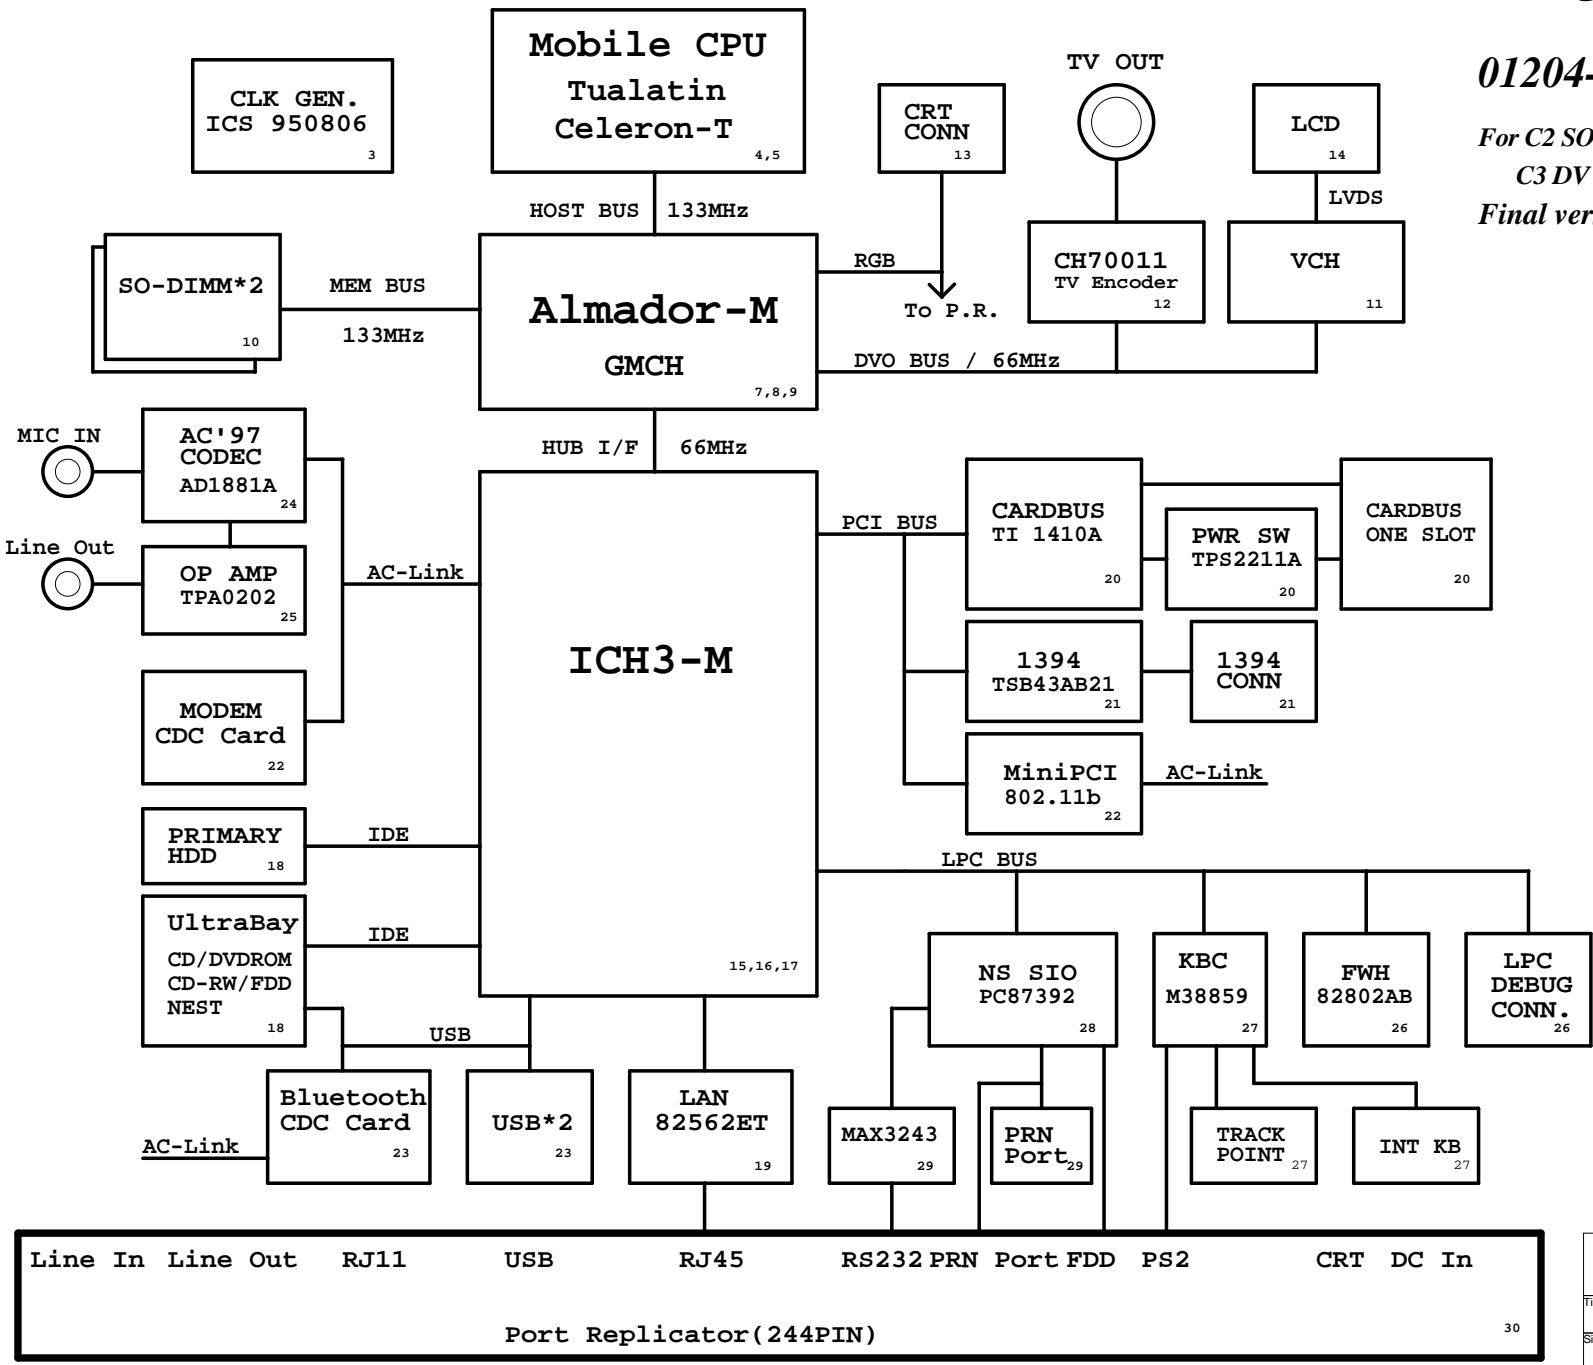 Mobile CPU
Tualatin
Celeron-T
4,5
CLK GEN.
ICS 950806
3
TV OUT
CRT
CONN
13
LCD
14
01204-
For C2 SO
C3 DV
Final ver
HOST BUS 133MHz
LVDS
SO-DIMM*2
10
MEM BUS
133MHz
Almador-M
GMCH
7,8,9
RGB
To P.R.
CH70011
TV Encoder
12
VCH
11
DVO BUS / 66MHz
HUB I/F 66MHz
MIC IN
AC'97
CODEC
AD1881A
24
Line Out
OP AMP
TPA0202
25
AC-Link
MODEM
CDC Card
22
ICH3-M
15,16,17
PCI BUS
CARDBUS
TI 1410A
20
PWR SW
TPS2211A
20
CARDBUS
ONE SLOT
20
1394
TSB43AB21
21
1394
CONN
21
MiniPCI
802.11b
22
AC-Link
PRIMARY
HDD
18
IDE
UltraBay
CD/DVDROM
CD-RW/FDD
NEST
18
IDE
USB
LPC BUS
NS SIO
PC87392
28
KBC
M38859
27
FWH
82802AB
26
LPC
DEBUG
CONN.
26
Bluetooth
CDC Card
23
AC-Link
USB*2
23
LAN
82562ET
19
MAX3243
29
PRN
Port
29
TRACK
POINT
27
INT KB
27
Line In Line Out RJ11 USB RJ45 RS232 PRN Port FDD PS2 CRT DC In
Port Replicator(244PIN)
30
Ti
Si